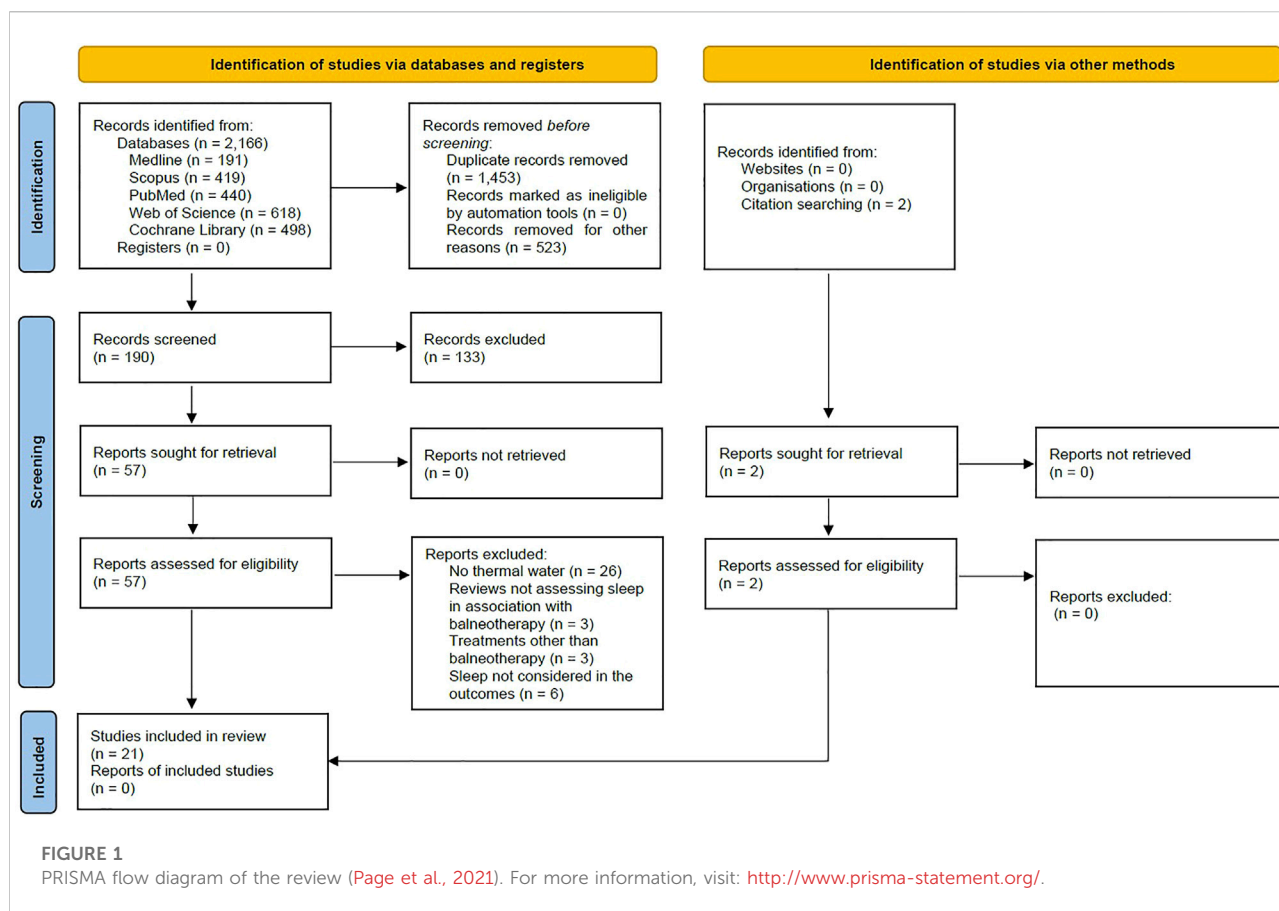 Identification of studies via databases and registers
Identification of studies via other methods
Identification
Records identified from:
Databases (n = 2,166)
Medline (n = 191)
Scopus (n = 419)
PubMed (n = 440)
Web of Science (n = 618)
Cochrane Library (n = 498)
Registers (n = 0)
Records removed before
screening:
Duplicate records removed
(n = 1,453)
Records marked as ineligible
by automation tools (n = 0)
Records removed for other
reasons (n = 523)
Records identified from:
Websites (n = 0)
Organisations (n = 0)
Citation searching (n = 2)
Screening
Records screened
(n = 190)
Records excluded
(n = 133)
Reports sought for retrieval
(n = 57)
Reports not retrieved
(n = 0)
Reports sought for retrieval
(n = 2)
Reports not retrieved
(n = 0)
Reports assessed for eligibility
(n = 57)
Reports excluded:
No thermal water (n = 26)
Reviews not assessing sleep
in association with
balneotherapy (n = 3)
Treatments other than
balneotherapy (n = 3)
Sleep not considered in the
outcomes (n = 6)
Reports assessed for eligibility
(n = 2)
Reports excluded:
(n = 0)
Included
Studies included in review
(n = 21)
Reports of included studies
(n = 0)
FIGURE 1
PRISMA flow diagram of the review (Page et al., 2021). For more information, visit: http://www.prisma-statement.org/.